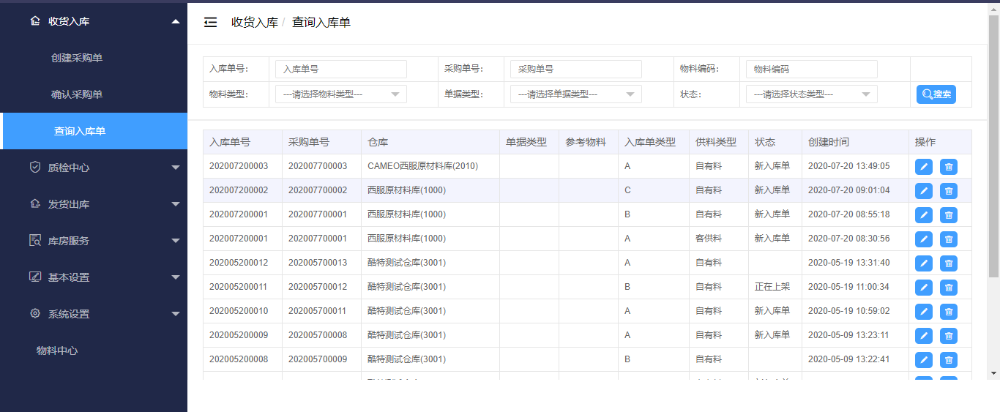 收货入库
创建采购单
确认采购单
查询入库单
质检中心
发货出库
库房服务
基本设置
系统设置
物料中心
收货入库 / 查询入库单
入库单号: 入库单号 采购单号: 采购单号 物料编码: 物料编码
物料类型: ---请选择物料类型--- 单据类型: ---请选择单据类型--- 状态: ---请选择状态类型--- 搜索
入库单号 采购单号 仓库 单据类型 参考物料 入库单类型 供料类型 状态 创建时间 操作
202007200003 202007700003 CAMEO西服原材料库(2010) A 自有料 新入库单 2020-07-20 13:49:05
202007200002 202007700002 西服原材料库(1000) C 自有料 新入库单 2020-07-20 09:01:04
202007200001 202007700001 西服原材料库(1000) B 自有料 新入库单 2020-07-20 08:55:18
202007200001 202007700001 西服原材料库(1000) A 客供料 新入库单 2020-07-20 08:30:56
202005200012 202005700013 酷特测试仓库(3001) A 自有料 2020-05-19 13:31:40
202005200011 202005700012 酷特测试仓库(3001) B 自有料 正在上架 2020-05-19 11:00:34
202005200010 202005700011 酷特测试仓库(3001) A 自有料 新入库单 2020-05-19 10:59:02
202005200009 202005700008 酷特测试仓库(3001) A 自有料 新入库单 2020-05-09 13:23:11
202005200008 202005700009 酷特测试仓库(3001) B 自有料 2020-05-09 13:22:41